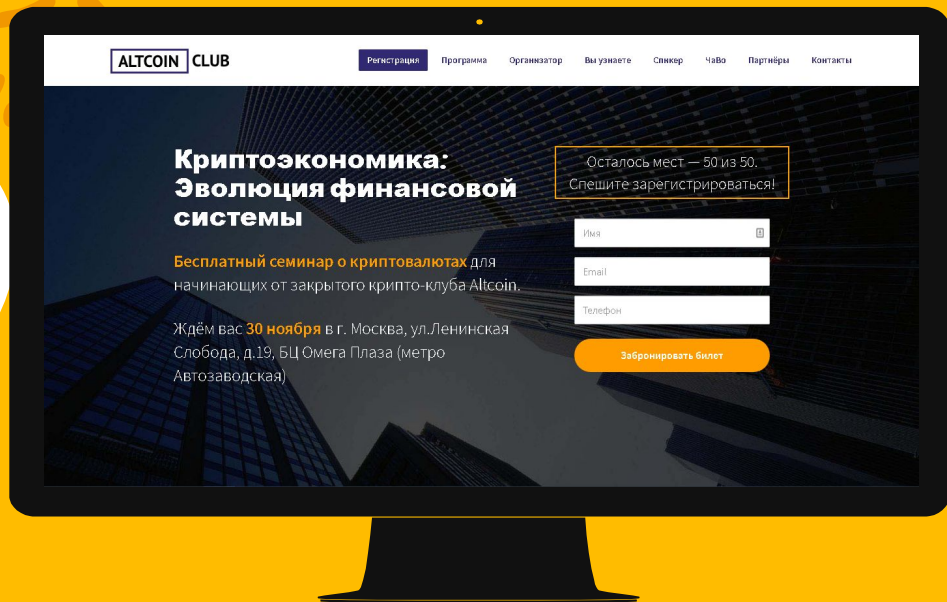 ALTCOIN CLUB
Регистрация Программа Организатор Вы узнаете Спикер ЧаВо Партнёры Контакты
Криптоэкономика:
Эволюция финансовой
системы
Бесплатный семинар о криптовалютах для
начинающих от закрытого крипто-клуба Altcoin.
Ждём вас 30 ноября в г. Москва, ул.Ленинская
Слобода, д.19, БЦ Омега Плаза (метро
Автозаводская)
Осталось мест — 50 из 50.
Спешите зарегистрироваться!
Имя
Email
Телефон
Забронировать билет